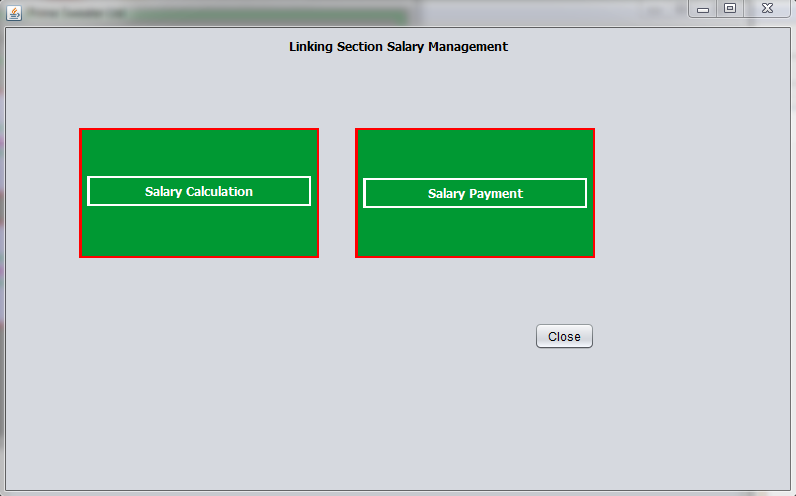 Linking Section Salary Management
Salary Calculation
Salary Payment
Close